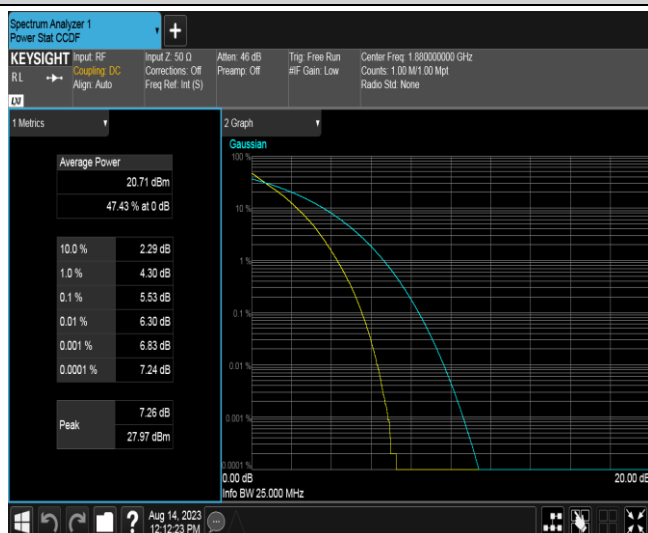 Spectrum Analyzer 1
Power Stat CCDF
+
KEYSIGHT
R L
LXI
Input: RF
Coupling: DC
Align: Auto
Input Z: 50 Ω
Corrections: Off
Freq Ref: Int (S)
Atten: 46 dB
Preamp: Off
Trig: Free Run
#IF Gain: Low
Center Freq: 1.880000000 GHz
Counts: 1.00 M/1.00 Mpt
Radio Std: None
1 Metrics
Average Power
20.71 dBm
47.43 % at 0 dB
10.0 % 2.29 dB
1.0 % 4.30 dB
0.1 % 5.53 dB
0.01 % 6.30 dB
0.001 % 6.83 dB
0.0001 % 7.24 dB
Peak
7.26 dB
27.97 dBm
2 Graph
Gaussian
100 %
10 %
1 %
0.1 %
0.01 %
0.001 %
0.0001 %
0.00 dB
20.00 dB
Info BW 25.000 MHz
?
Aug 14, 2023
12:12:23 PM